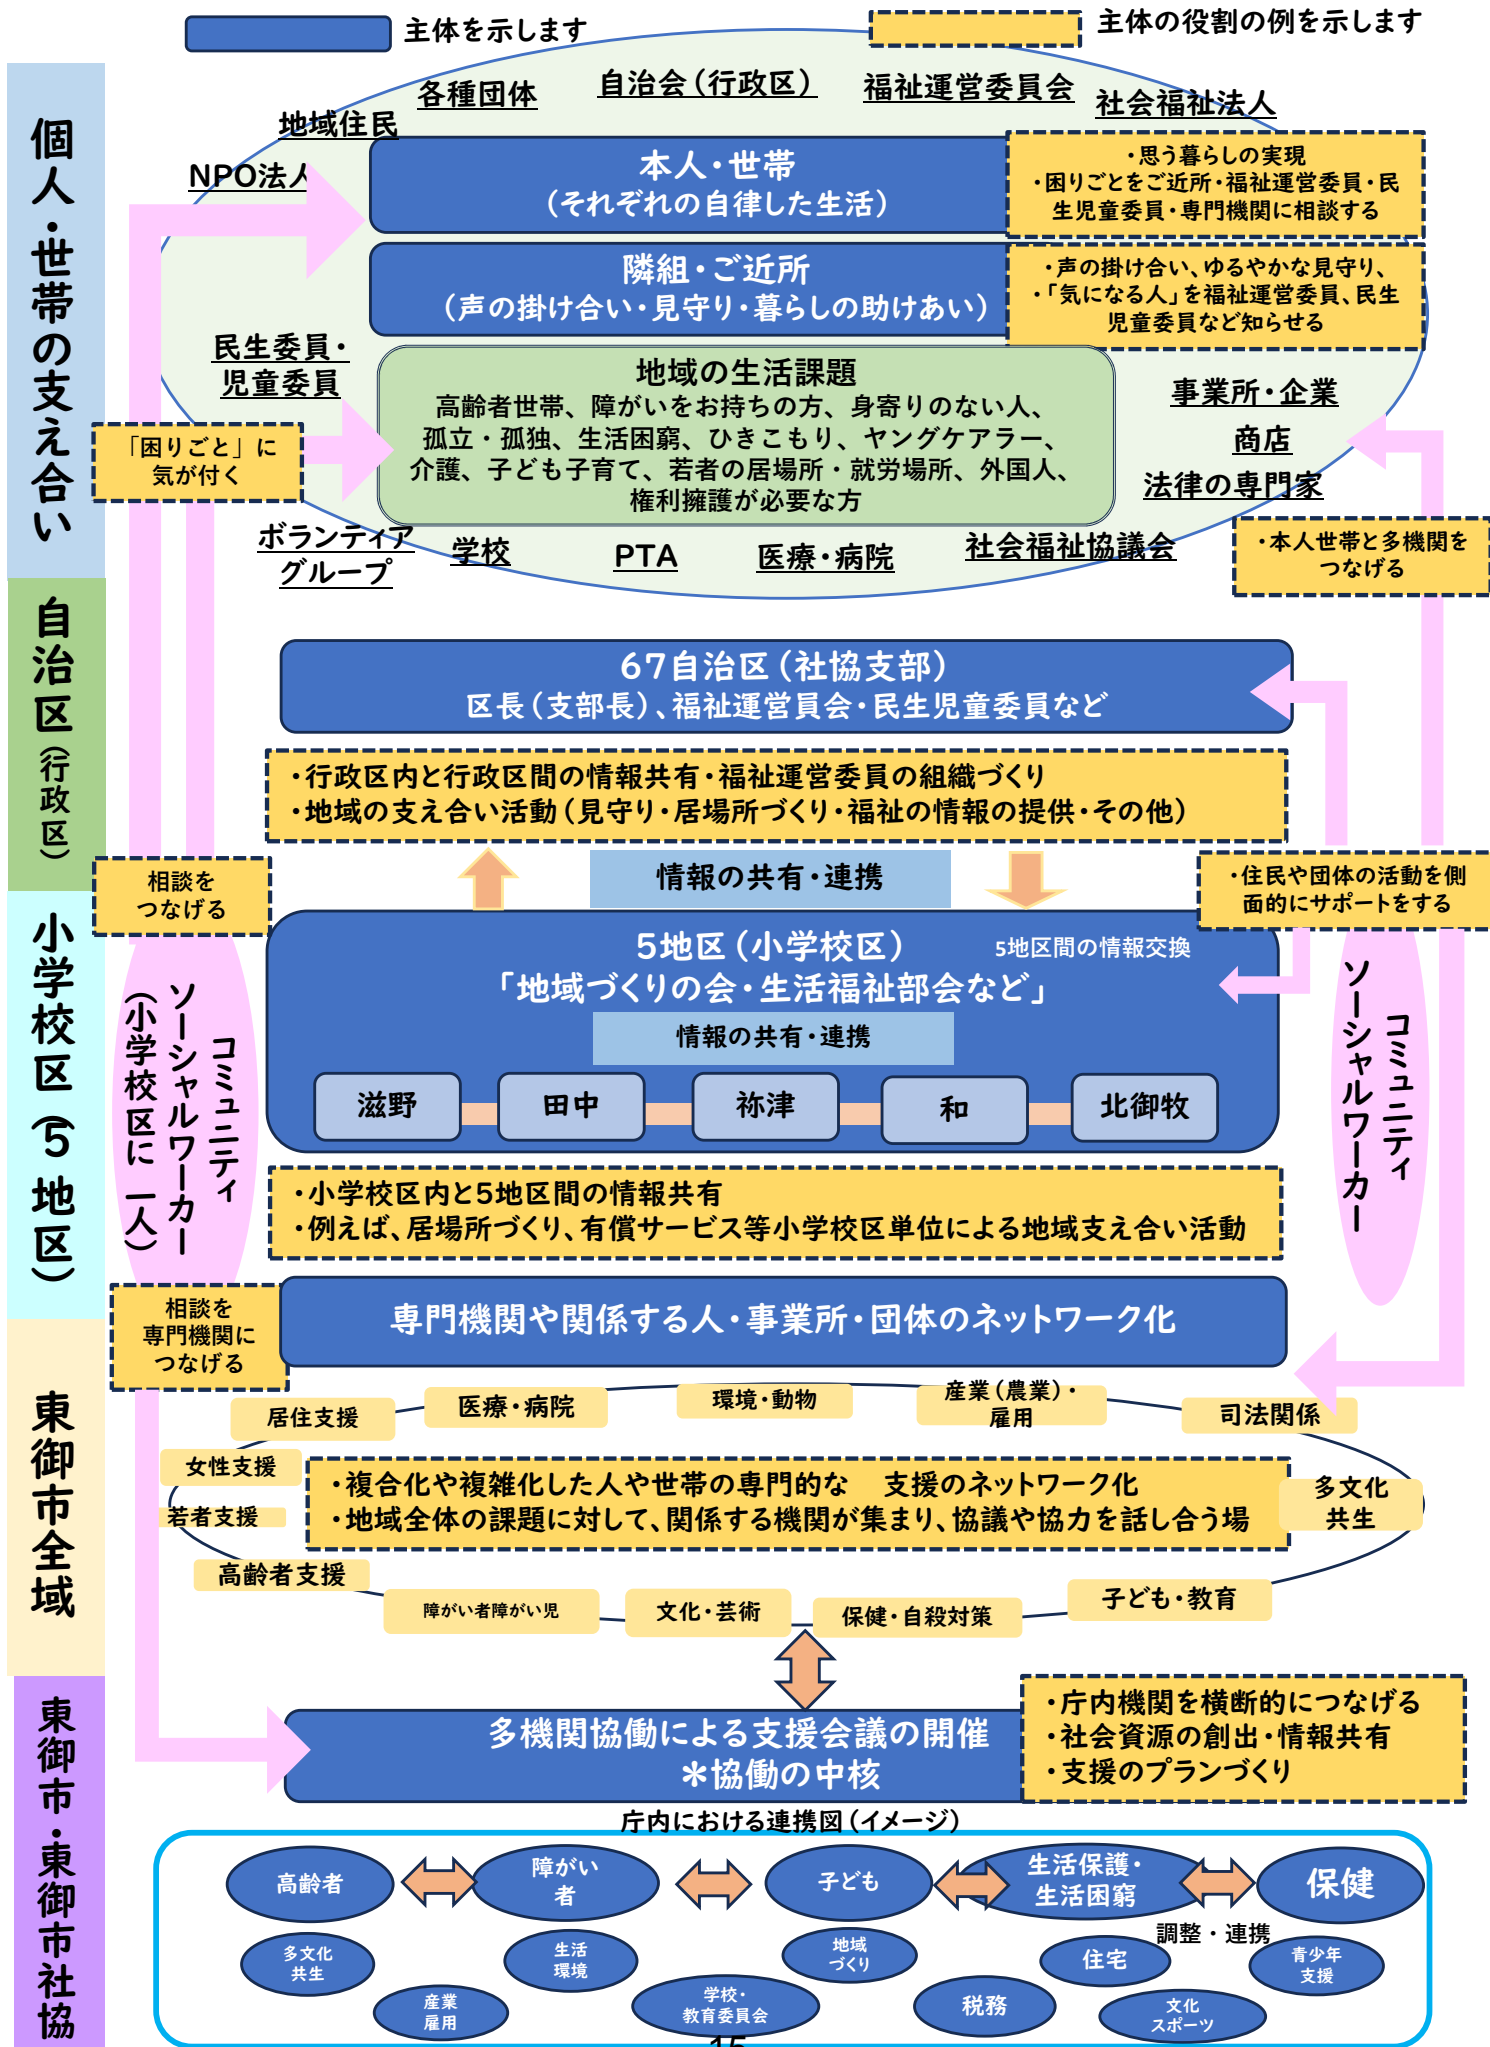 主体を示します
主体の役割の例を示します
個人・世帯の支え合い
各種団体
自治会（行政区）
福祉運営委員会
社会福祉法人
地域住民
NPO法人
本人・世帯
（それぞれの自律した生活）
・思う暮らしの実現
・困りごとをご近所・福祉運営委員・民
生児童委員・専門機関に相談する
隣組・ご近所
（声の掛け合い・見守り・暮らしの助けあい）
・声の掛け合い、ゆるやかな見守り、
・「気になる人」を福祉運営委員、民生
児童委員など知らせる
民生委員・
児童委員
地域の生活課題
高齢者世帯、障がいをお持ちの方、身寄りのない人、
孤立・孤独、生活困窮、ひきこもり、ヤングケアラー、
介護、子ども子育て、若者の居場所・就労場所、外国人、
権利擁護が必要な方
事業所・企業
商店
法律の専門家
「困りごと」に
気が付く
ボランティア
グループ
学校
PTA
医療・病院
社会福祉協議会
・本人世帯と多機関を
つなげる
自治区（行政区）
67自治区（社協支部）
区長（支部長）、福祉運営員会・民生児童委員など
・行政区内と行政区間の情報共有・福祉運営委員の組織づくり
・地域の支え合い活動（見守り・居場所づくり・福祉の情報の提供・その他）
相談を
つなげる
情報の共有・連携
・住民や団体の活動を側
面的にサポートをする
小学校区（５地区）
5地区（小学校区）
5地区間の情報交換
「地域づくりの会・生活福祉部会など」
情報の共有・連携
滋野
田中
祢津
和
北御牧
コミュニティ
ソーシャルワーカー
（小学校区に一人）
コミュニティ
ソーシャルワーカー
・小学校区内と5地区間の情報共有
・例えば、居場所づくり、有償サービス等小学校区単位による地域支え合い活動
相談を
専門機関に
つなげる
専門機関や関係する人・事業所・団体のネットワーク化
東御市全域
居住支援
医療・病院
環境・動物
産業（農業）・
雇用
司法関係
女性支援
若者支援
・複合化や複雑化した人や世帯の専門的な　支援のネットワーク化
・地域全体の課題に対して、関係する機関が集まり、協議や協力を話し合う場
多文化
共生
高齢者支援
障がい者障がい児
文化・芸術
保健・自殺対策
子ども・教育
東御市・東御市社協
多機関協働による支援会議の開催
＊協働の中核
・庁内機関を横断的につなげる
・社会資源の創出・情報共有
・支援のプランづくり
庁内における連携図（イメージ）
高齢者
障がい
者
子ども
生活保護・
生活困窮
保健
調整・連携
多文化
共生
生活
環境
地域
づくり
住宅
青少年
支援
産業
雇用
学校・
教育委員会
税務
文化
スポーツ
15